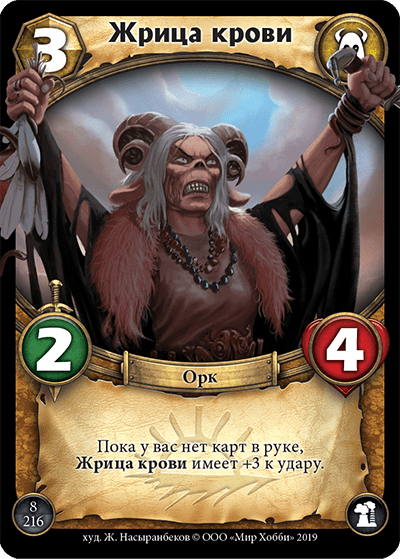 3
Жрица крови
2
4
Орк
Пока у вас нет карт в руке,
Жрица крови имеет +3 к удару.
8
216
худ. Ж. Насыранбеков © ООО «Мир Хобби» 2019